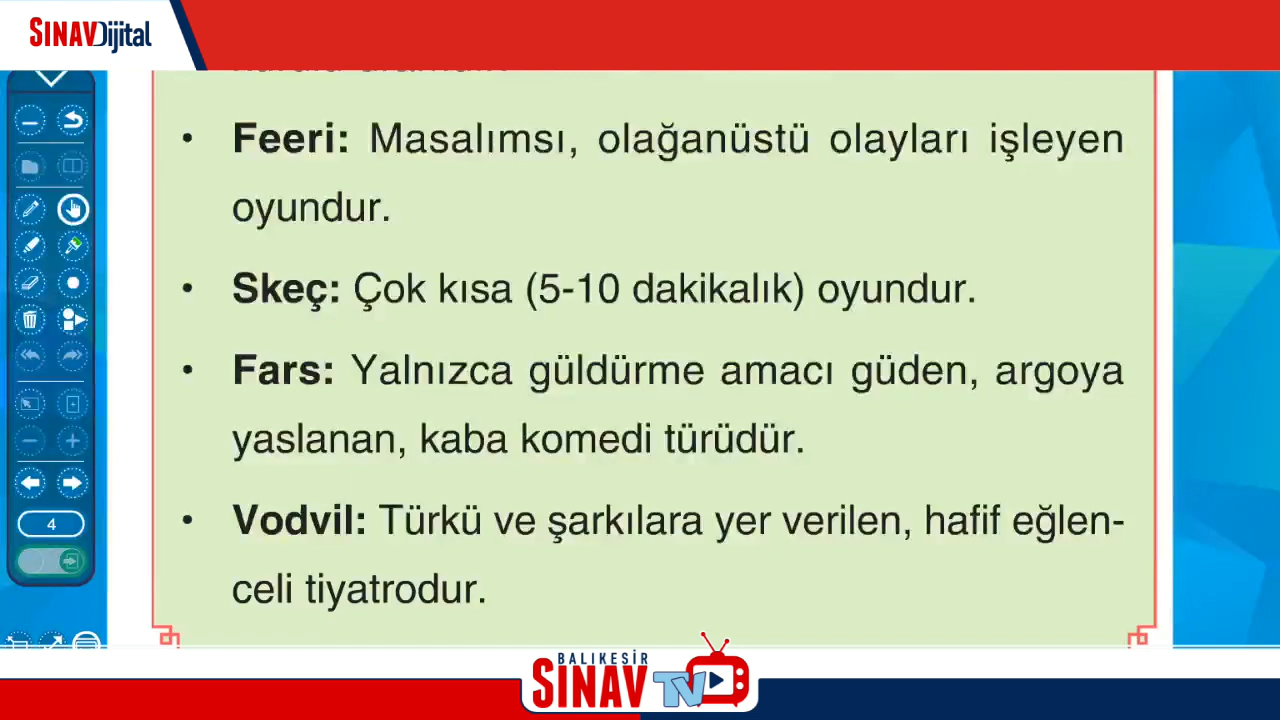 SINAVDijital
• Feeri: Masalımsı, olağanüstü olayları işleyen
oyundur.
• Skeç: Çok kısa (5-10 dakikalık) oyundur.
• Fars: Yalnızca güldürme amacı güden, argoya
yaslanan, kaba komedi türüdür.
• Vodvil: Türkü ve şarkılara yer verilen, hafif eğlen-
celi tiyatrodur.
4
BALIKESİR
SINAV TV